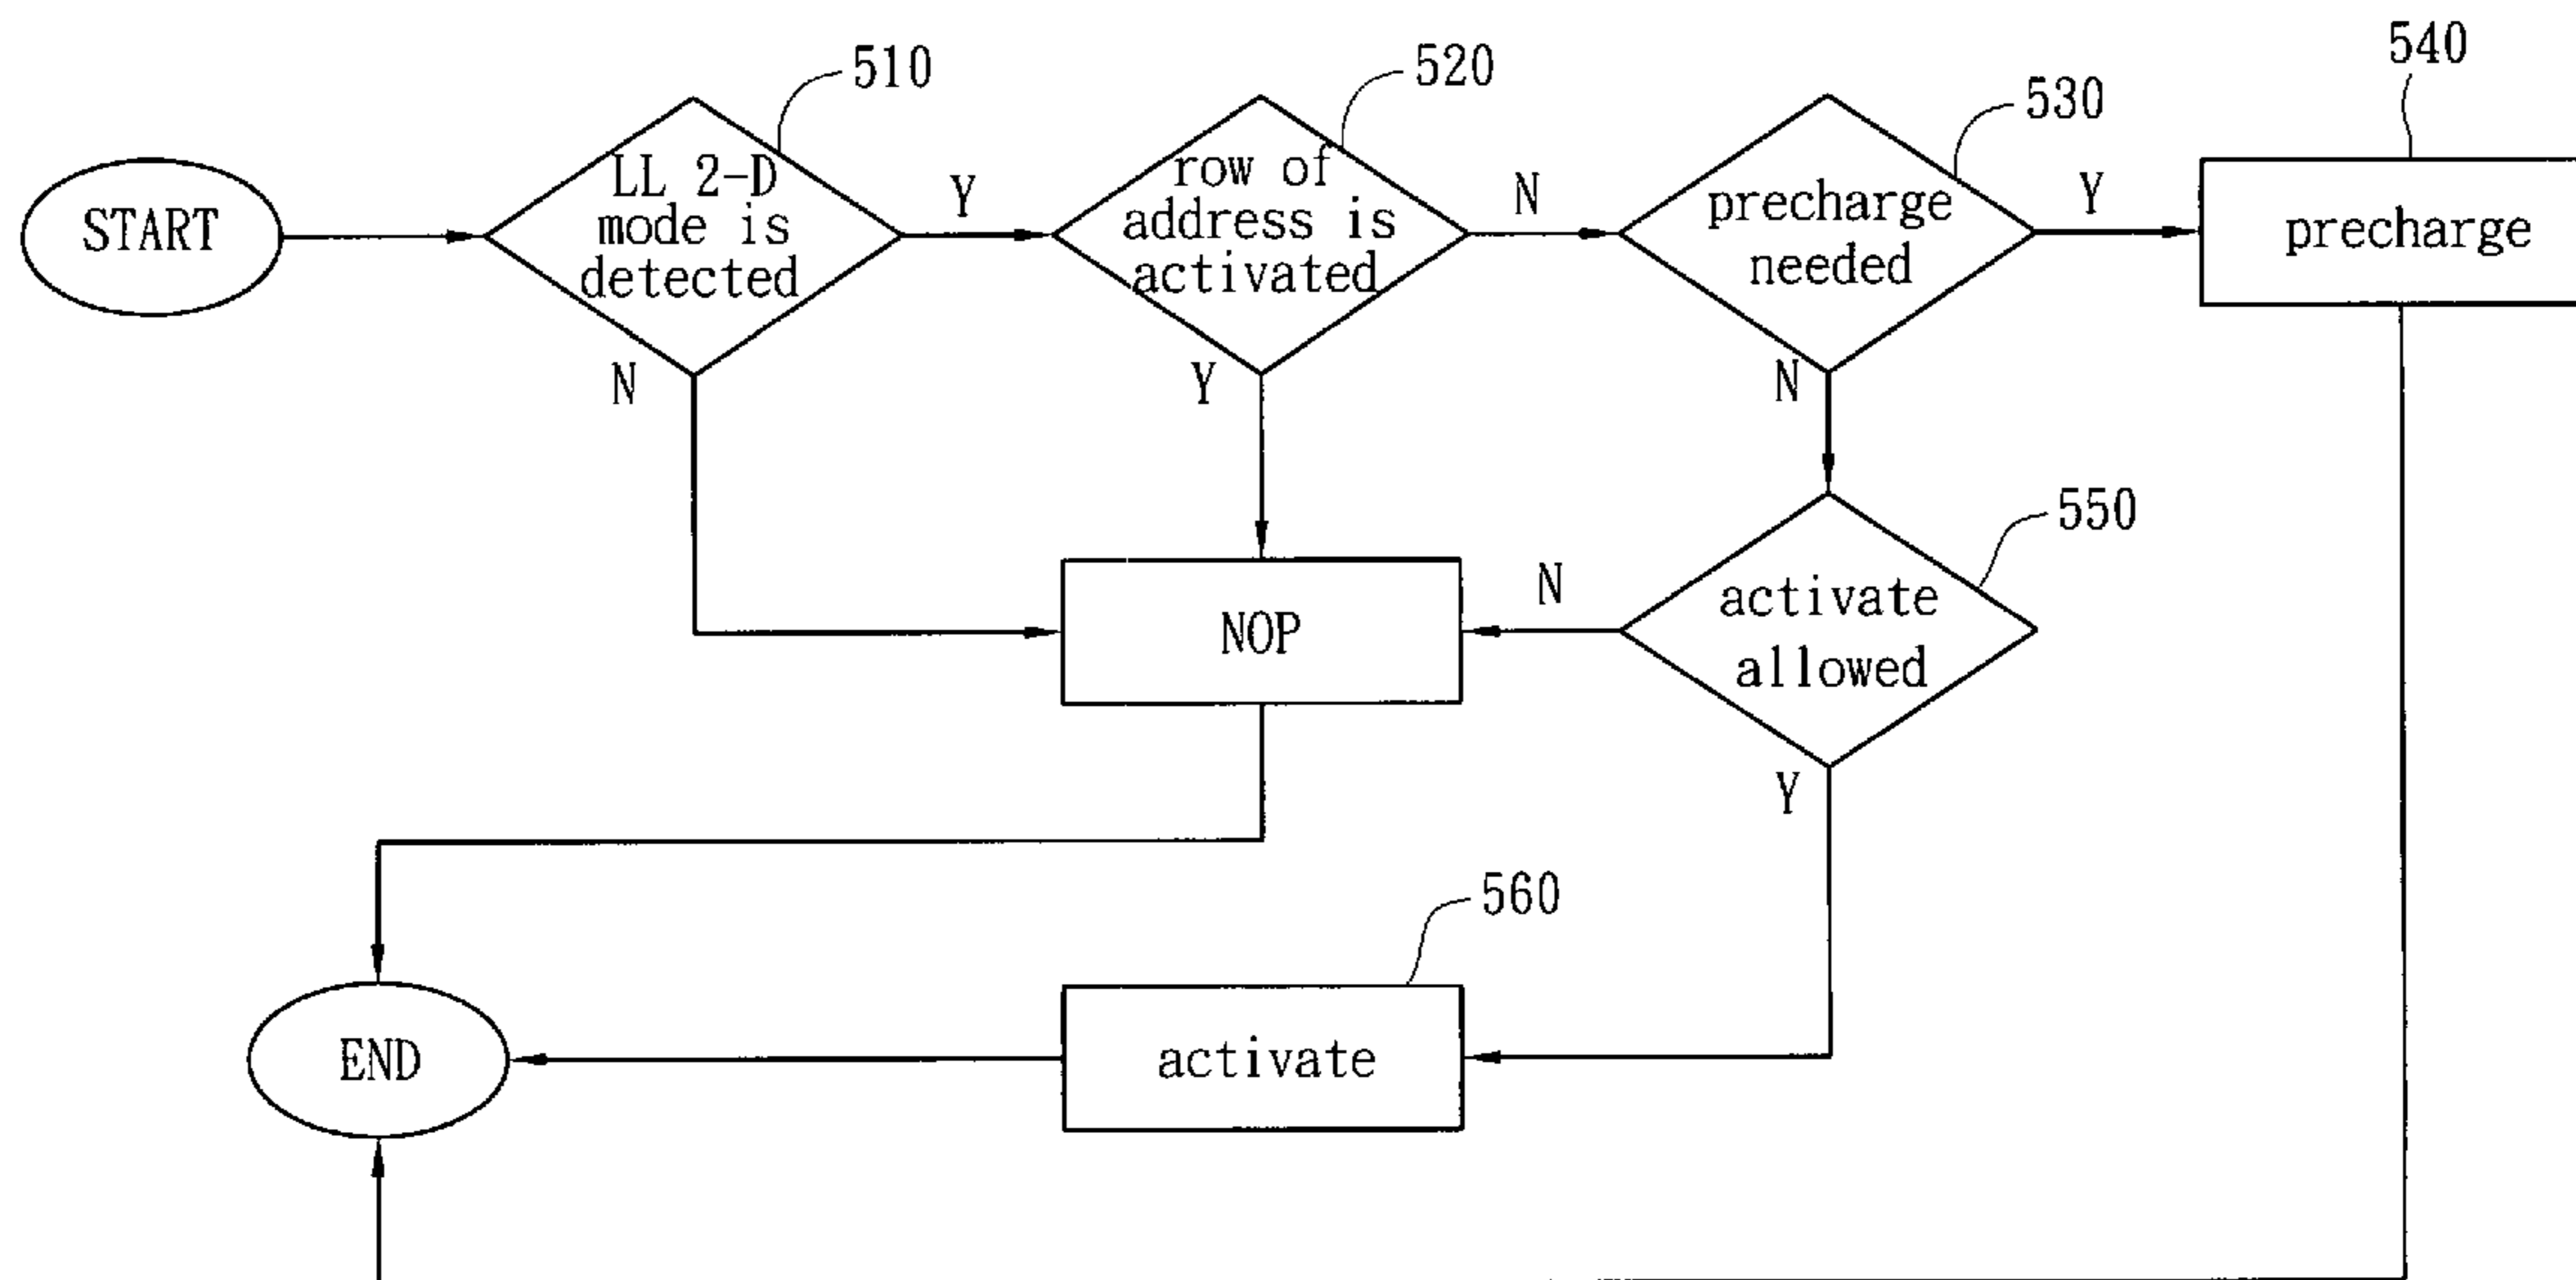 540
510
520
530
START
LL 2-D
mode is
detected
Y
row of
address is
activated
N
precharge
needed
Y
precharge
N
Y
N
550
NOP
N
activate
allowed
Y
560
END
activate